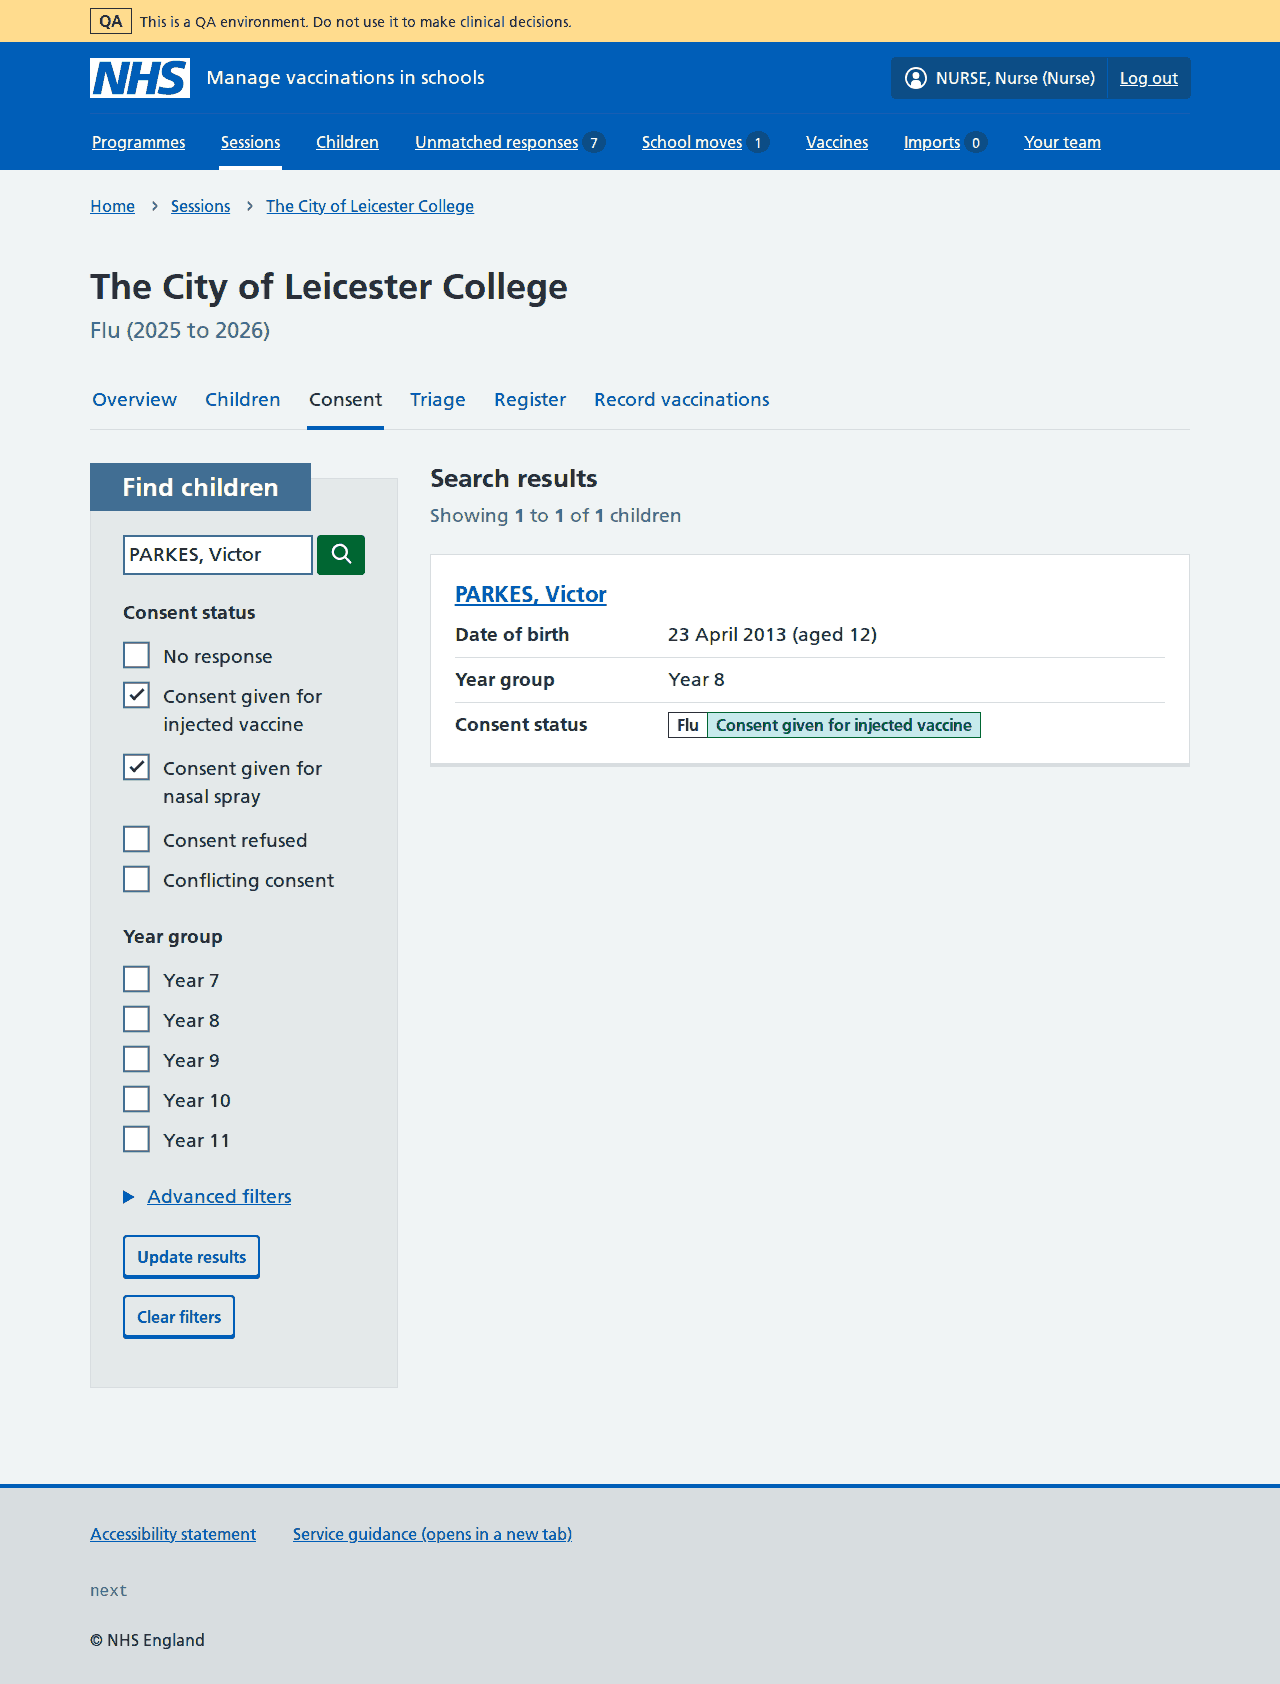 QA This is a QA environment. Do not use it to make clinical decisions.
NHS Manage vaccinations in schools
NURSE, Nurse (Nurse) Log out
Programmes Sessions Children Unmatched responses 7 School moves 1 Vaccines Imports 0 Your team
Home Sessions The City of Leicester College
The City of Leicester College
Flu (2025 to 2026)
Overview Children Consent Triage Register Record vaccinations
Find children
PARKES, Victor
Consent status
No response
Consent given for
injected vaccine
Consent given for
nasal spray
Consent refused
Conflicting consent
Year group
Year 7
Year 8
Year 9
Year 10
Year 11
Advanced filters
Update results
Clear filters
Search results
Showing 1 to 1 of 1 children
PARKES, Victor
Date of birth 23 April 2013 (aged 12)
Year group Year 8
Consent status Flu Consent given for injected vaccine
Accessibility statement Service guidance (opens in a new tab)
next
© NHS England